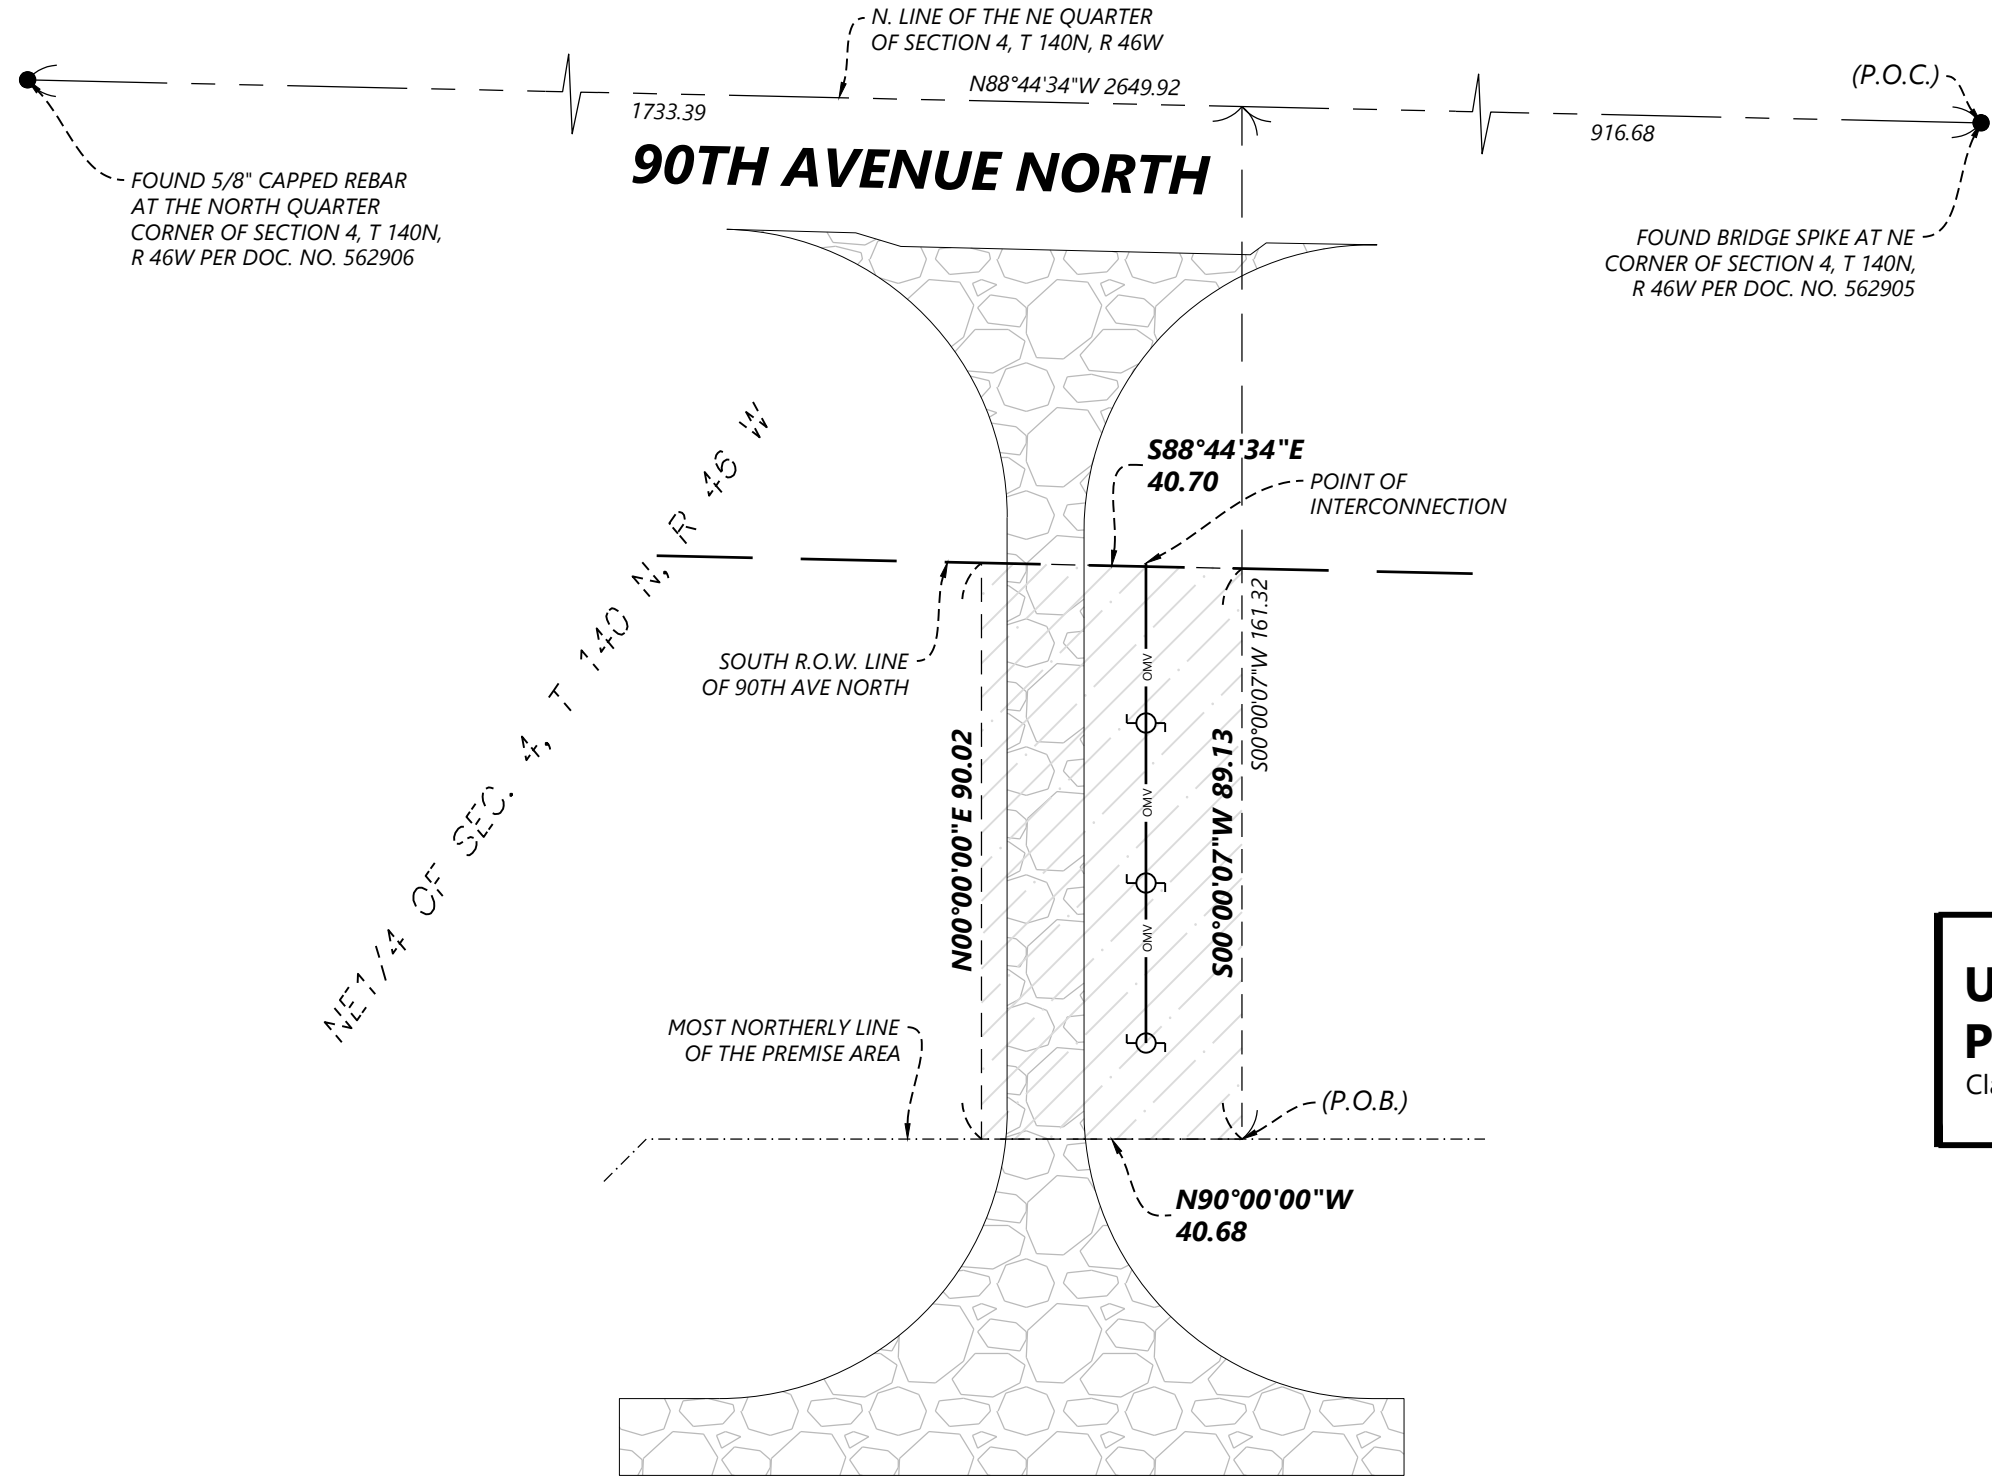 N. LINE OF THE NE QUARTER
OF SECTION 4, T 140N, R 46W
N88°44'34"W 2649.92
(P.O.C.)
1733.39
916.68
90TH AVENUE NORTH
FOUND 5/8" CAPPED REBAR
AT THE NORTH QUARTER
CORNER OF SECTION 4, T 140N,
R 46W PER DOC. NO. 562906
FOUND BRIDGE SPIKE AT NE
CORNER OF SECTION 4, T 140N,
R 46W PER DOC. NO. 562905
S88°44'34"E
40.70
POINT OF
INTERCONNECTION
NE1/4 OF SEC. 4, T 140 N, R 46 W
SOUTH R.O.W. LINE
OF 90TH AVE NORTH
S00°00'07"W 161.32
OMV
N00°00'00"E 90.02
S00°00'07"W 89.13
OMV
OMV
MOST NORTHERLY LINE
OF THE PREMISE AREA
(P.O.B.)
N90°00'00"W
40.68
U
P
Cla